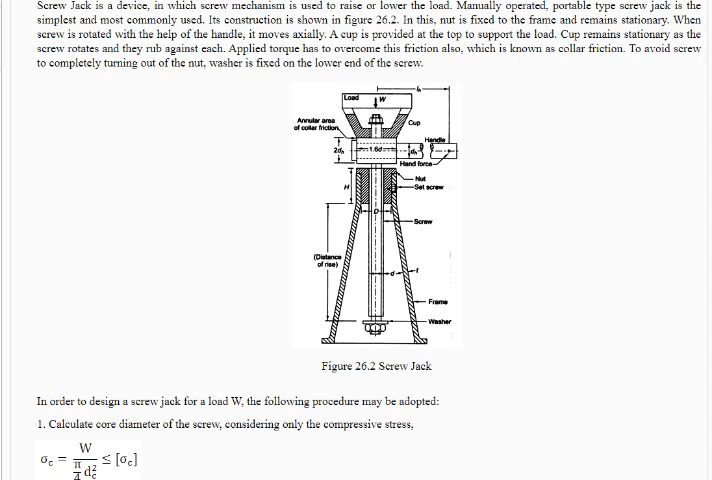 Screw Jack is a device, in which screw mechanism is used to raise or lower the load. Manually operated, portable type screw jack is the
simplest and most commonly used. Its construction is shown in figure 26.2. In this, nut is fixed to the frame and remains stationary. When
screw is rotated with the help of the handle, it moves axially. A cup is provided at the top to support the load. Cup remains stationary as the
screw rotates and they rub against each. Applied torque has to overcome this friction also, which is known as collar friction. To avoid screw
to completely turning out of the nut, washer is fixed on the lower end of the screw.
Load
W
Annular area
of collar friction
Cup
Handle
2dₕ
1.6d
dₕ
Hand force
Nut
H
Set screw
D
Screw
(Distance
of rise)
d
t
Frame
Washer
Figure 26.2 Screw Jack
In order to design a screw jack for a load W, the following procedure may be adopted:
1. Calculate core diameter of the screw, considering only the compressive stress,
σc = W / (π/4 dc²) ≤ [σc]